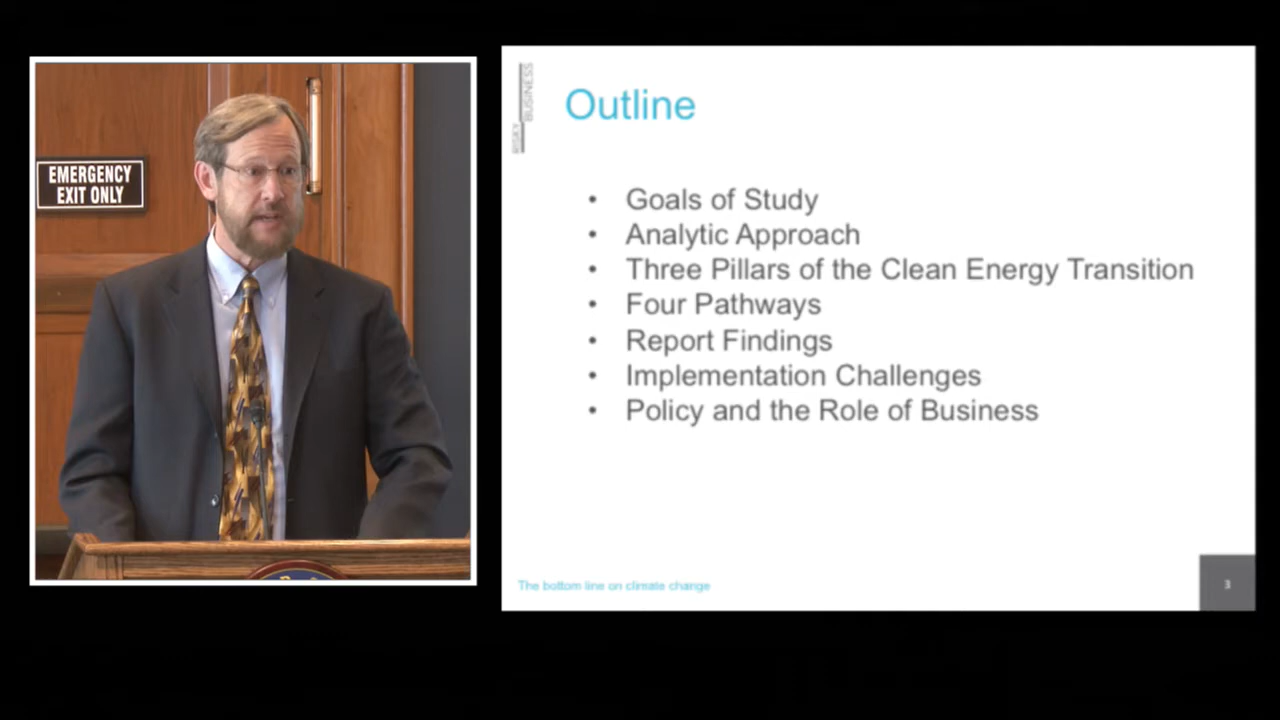 EMERGENCY
EXIT ONLY
RISKY
BUSINESS
Outline
• Goals of Study
• Analytic Approach
• Three Pillars of the Clean Energy Transition
• Four Pathways
• Report Findings
• Implementation Challenges
• Policy and the Role of Business
The bottom line on climate change
3